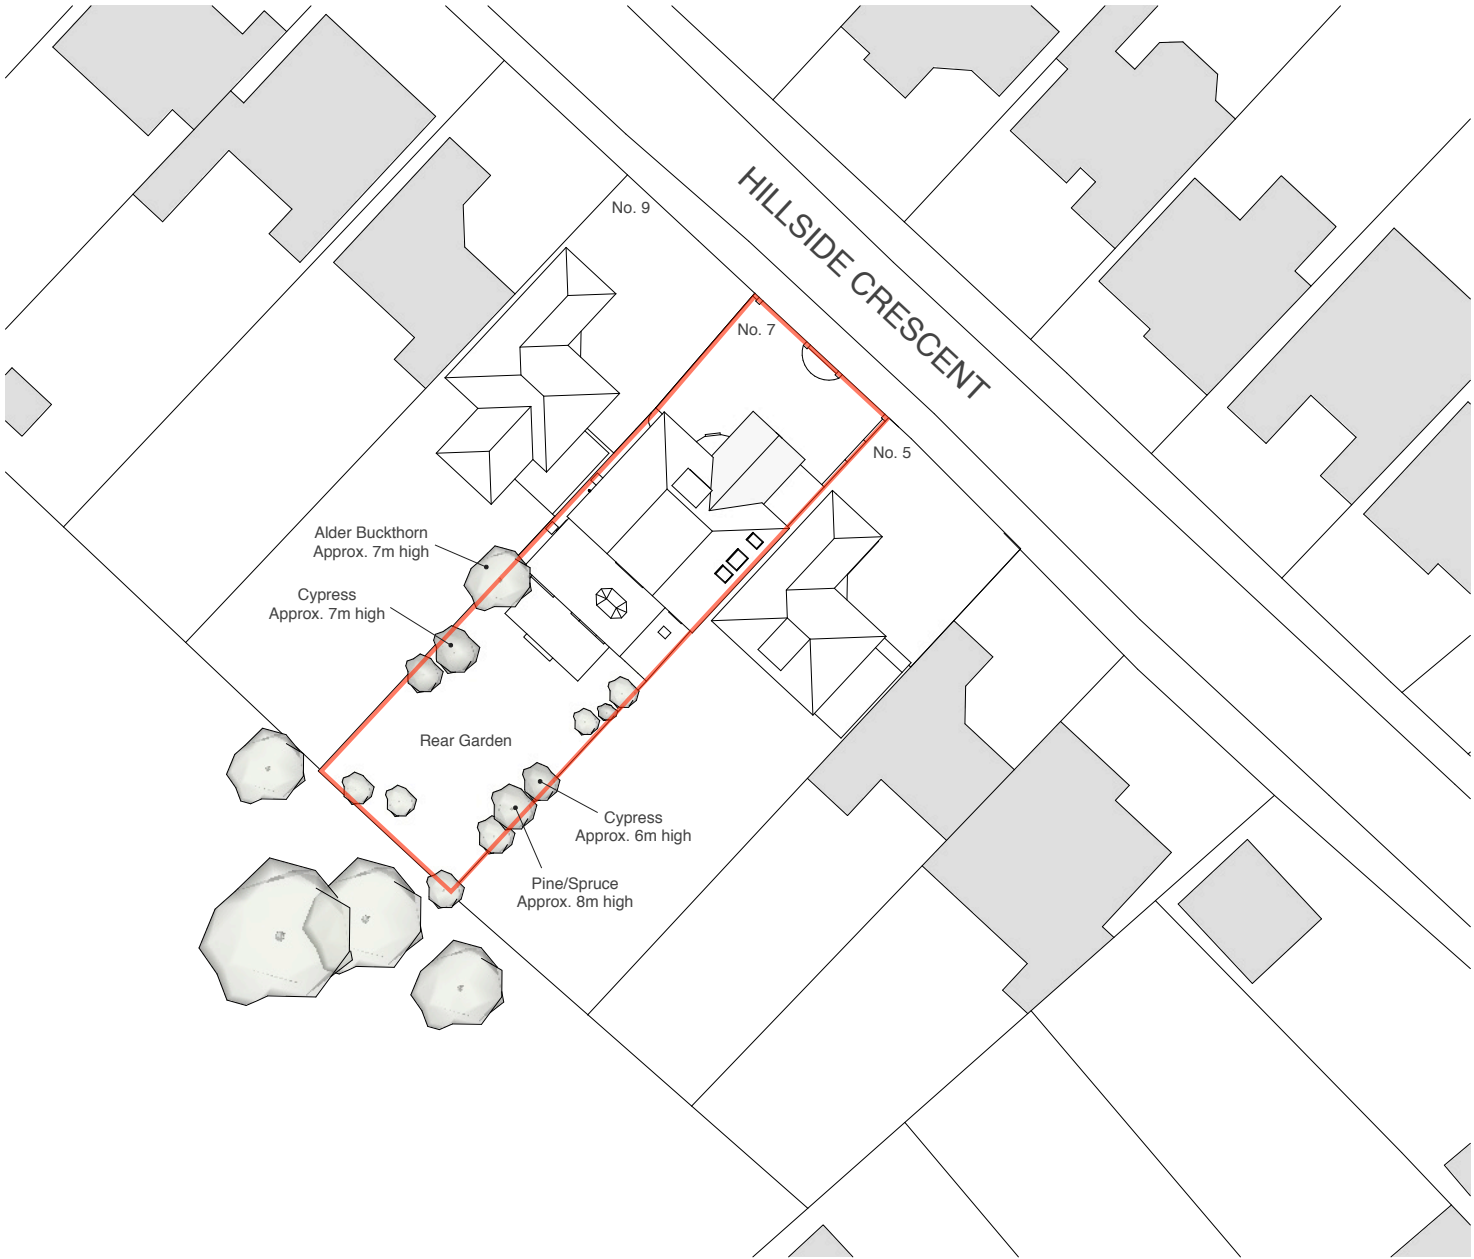 No. 9
HILLSIDE CRESCENT
No. 7
No. 5
Alder Buckthorn
Approx. 7m high
Cypress
Approx. 7m high
Rear Garden
Cypress
Approx. 6m high
Pine/Spruce
Approx. 8m high